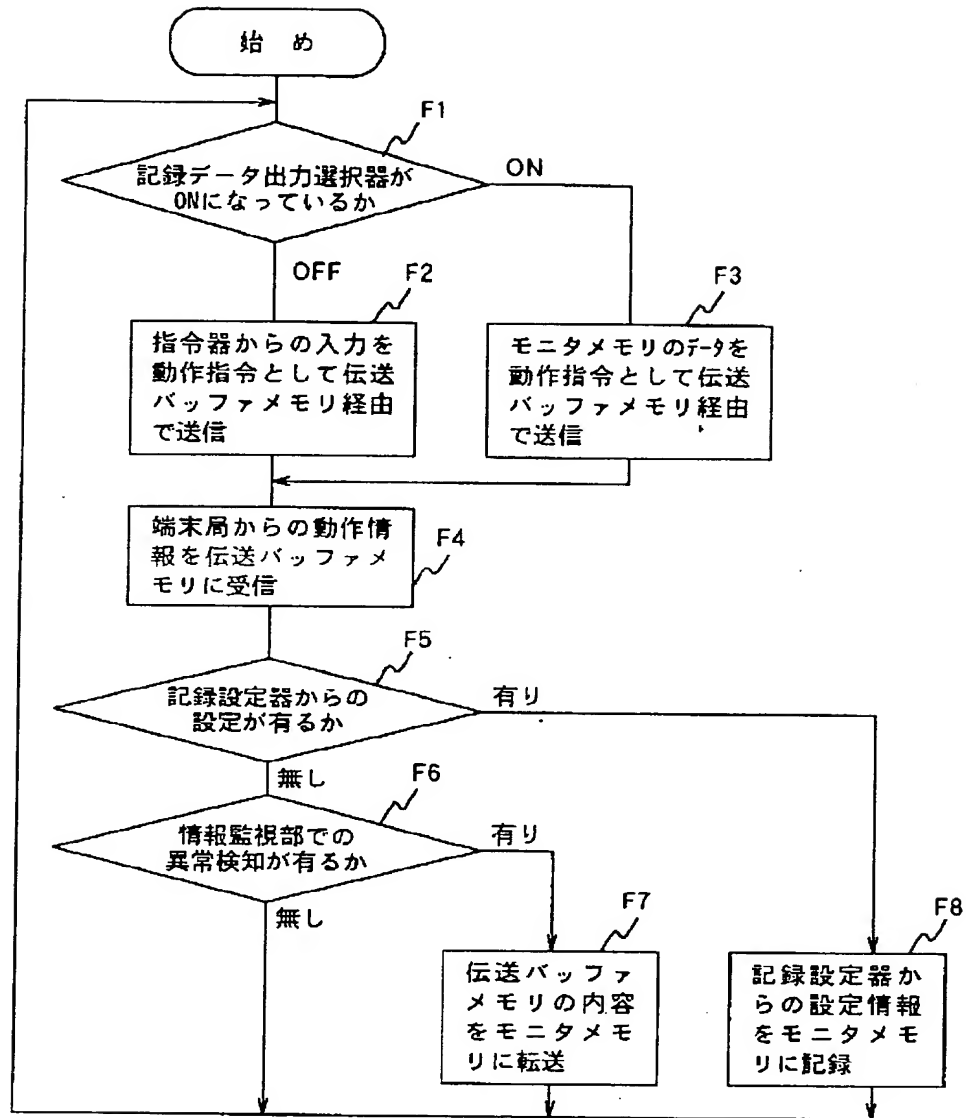 始め
F1
記録データ出力選択器が
ONになっているか
ON
OFF
F2
指令器からの入力を
動作指令として伝送
バッファメモリ経由
で送信
F3
モニタメモリのデータを
動作指令として伝送
バッファメモリ経由
で送信
端末局からの動作情
報を伝送バッファメ
モリに受信
F4
F5
記録設定器からの
設定が有るか
有り
無し
F6
情報監視部での
異常検知が有るか
有り
無し
F7
伝送バッファ
メモリの内容
をモニタメモ
リに転送
F8
記録設定器か
らの設定情報
をモニタメモ
リに記録